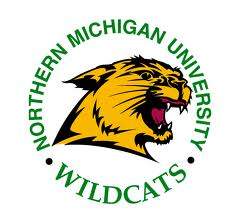 NORTHERN MICHIGAN UNIVERSITY
• WILDCATS •